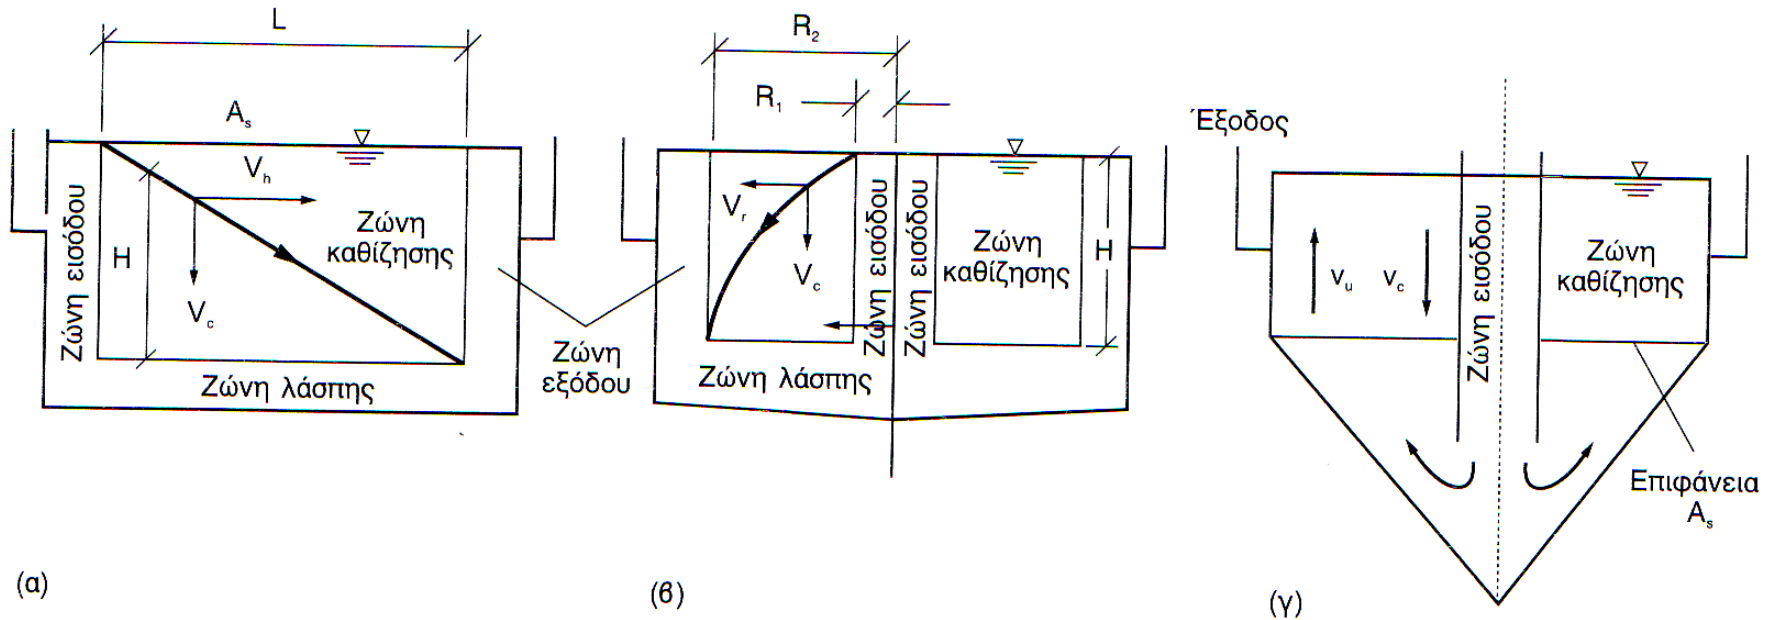 L
A_s
V_h
H
V_c
Ζώνη εισόδου
Ζώνη
καθίζησης
Ζώνη λάσπης
(α)
Ζώνη
εξόδου
R_2
R_1
V_r
V_c
Ζώνη εισόδου
Ζώνη εισόδου
Ζώνη
καθίζησης
H
Ζώνη λάσπης
(β)
Έξοδος
v_u
v_c
Ζώνη εισόδου
Ζώνη
καθίζησης
Επιφάνεια
A_s
(γ)